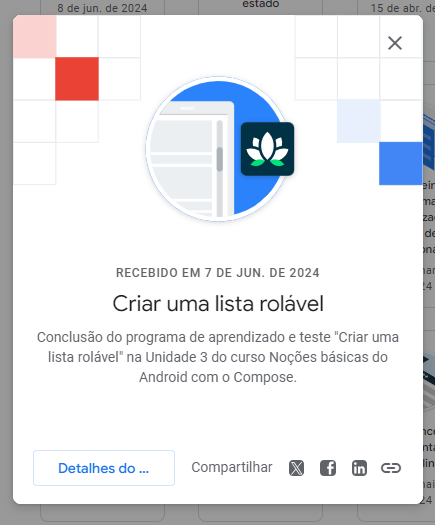 8 de jun. de 2024
estado
15 de abr. de
RECEBIDO EM 7 DE JUN. DE 2024
Criar uma lista rolável
Conclusão do programa de aprendizado e teste "Criar uma
lista rolável" na Unidade 3 do curso Noções básicas do
Android com o Compose.
Detalhes do ...
Compartilhar